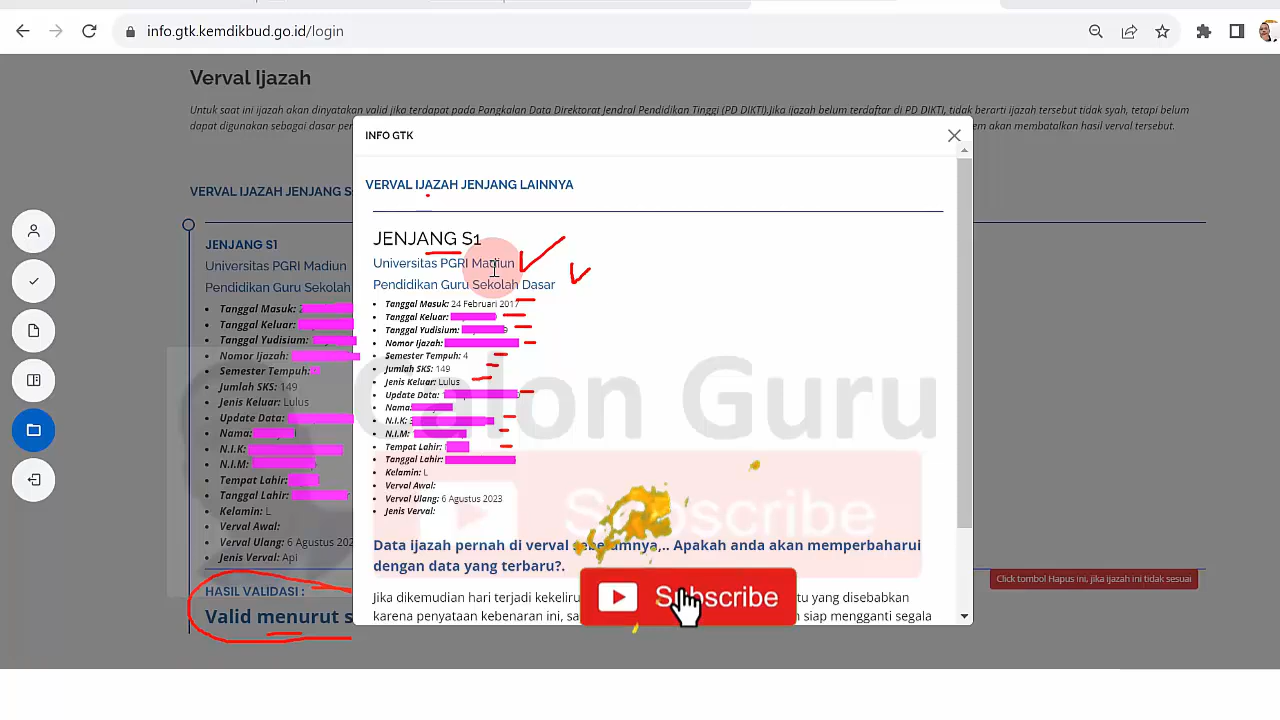 info.gtk.kemdikbud.go.id/login
Verval Ijazah
Untuk saat ini ijazah akan dinyatakan valid jika terdapat pada Pangkalan Data Direktorat Jendral Pendidikan Tinggi (PD DIKTI).Jika ijazah belum terdaftar di PD DIKTI, tidak berarti ijazah tersebut tidak syah, tetapi belum
dapat digunakan sebagai dasar
em akan membatalkan hasil verval tersebut.
VERVAL IJAZAH JENJANG S
JENJANG S1
Universitas PGRI Madiun
Pendidikan Guru Sekolah
Tanggal Masuk: 2
Tanggal Keluar:
Tanggal Yudisium:
Nomor Ijazah:
Semester Tempuh:
Jumlah SKS: 149
Jenis Keluar: Lulus
Update Data:
Nama:
N.I.K:
N.I.M:
Tempat Lahir:
Tanggal Lahir:
Kelamin: L
Verval Awal:
Verval Ulang: 6 Agustus 202
Jenis Verval: Api
HASIL VALIDASI :
Valid menurut s
INFO GTK
VERVAL IJAZAH JENJANG LAINNYA
JENJANG S1
Universitas PGRI Madiun
Pendidikan Guru Sekolah Dasar
Tanggal Masuk: 24 Februari 2017
Tanggal Keluar:
Tanggal Yudisium: 9
Nomor Ijazah:
Semester Tempuh: 4
Jumlah SKS: 149
Jenis Keluar: Lulus
Update Data:
Nama:
N.I.K: 3
N.I.M:
Tempat Lahir:
Tanggal Lahir:
Kelamin: L
Verval Awal:
Verval Ulang: 6 Agustus 2023
Jenis Verval:
Data ijazah pernah di verval sebelumnya,.. Apakah anda akan memperbaharui
dengan data yang terbaru?.
Jika dikemudian hari terjadi kekeliru tu yang disebabkan
karena penyataan kebenaran ini, sa n siap mengganti segala
Click tombol Hapus ini, jika ijazah ini tidak sesuai
Calon Guru
Subscribe
Subscribe